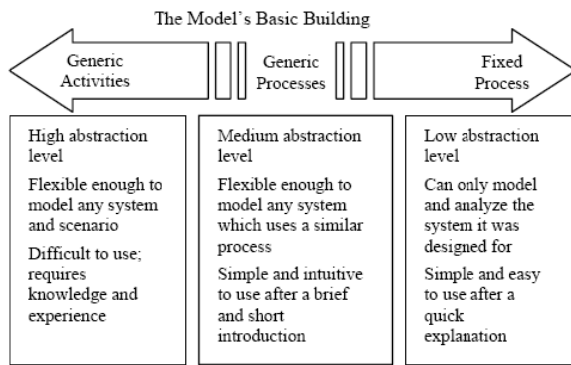 The Model's Basic Building
Generic
Activities
Generic
Processes
Fixed
Process
High abstraction
level
Flexible enough to
model any system
and scenario
Difficult to use;
requires
knowledge and
experience
Medium abstraction
level
Flexible enough to
model any system
which uses a similar
process
Simple and intuitive
to use after a brief
and short
introduction
Low abstraction
level
Can only model
and analyze the
system it was
designed for
Simple and easy
to use after a
quick
explanation